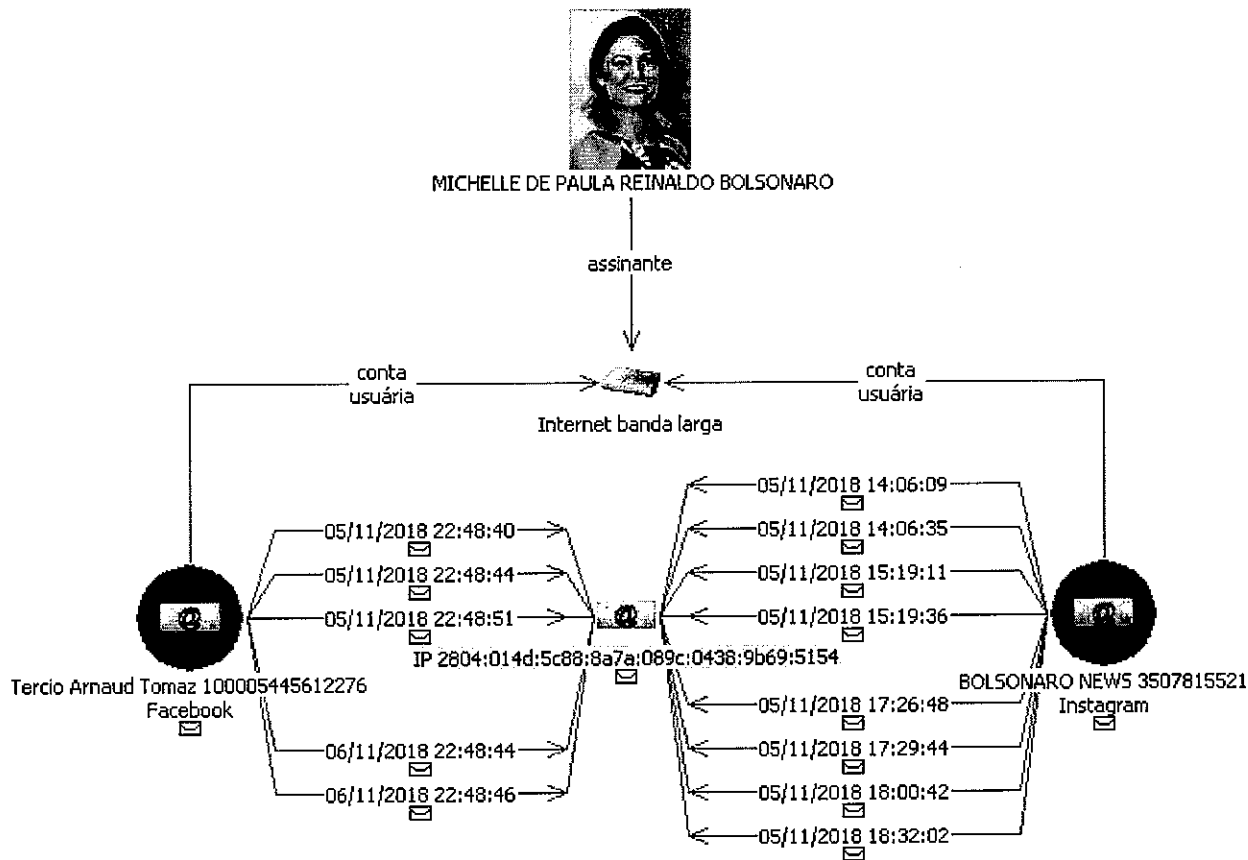 MICHELLE DE PAULA REINALDO BOLSONARO
assinante
conta
usuária
conta
usuária
Internet banda larga
05/11/2018 22:48:40
05/11/2018 22:48:44
05/11/2018 22:48:51
06/11/2018 22:48:44
06/11/2018 22:48:46
@
Tercio Arnaud Tomaz 100005445612276
Facebook
@
IP 2804:014d:5c88:8a7a:089c:0438:9b69:5154
05/11/2018 14:06:09
05/11/2018 14:06:35
05/11/2018 15:19:11
05/11/2018 15:19:36
05/11/2018 17:26:48
05/11/2018 17:29:44
05/11/2018 18:00:42
05/11/2018 18:32:02
@
BOLSONARO NEWS 3507815521
Instagram